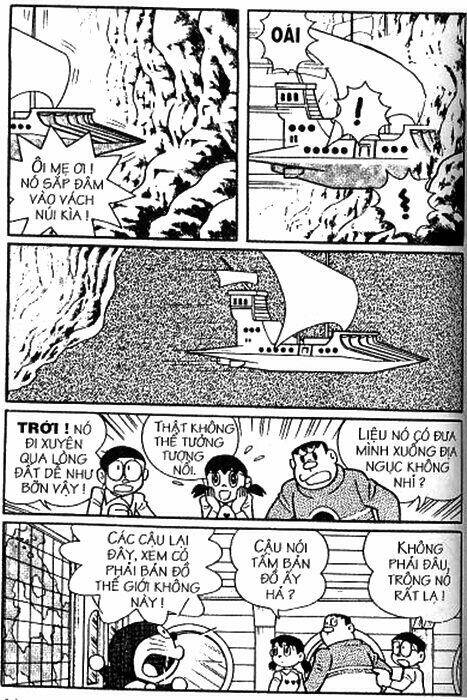 ÔI MẸ ƠI !
NÓ SẮP ĐÂM
VÀO VÁCH
NÚI KÌA !
OÁI
!
TRỜI ! NÓ
ĐI XUYÊN
QUA LÒNG
ĐẤT DỄ NHƯ
BỠN VẬY !
THẬT KHÔNG
THỂ TƯỞNG
TƯỢNG
NỔI.
LIỆU NÓ CÓ ĐƯA
MÌNH XUỐNG ĐỊA
NGỤC KHÔNG
NHỈ ?
CÁC CẬU LẠI
ĐÂY, XEM CÓ
PHẢI BẢN ĐỒ
THẾ GIỚI KHÔNG
NÀY !
CẬU NÓI
TẤM BẢN
ĐỒ ẤY
HẢ ?
KHÔNG
PHẢI ĐÂU,
TRÔNG NÓ
RẤT LẠ !